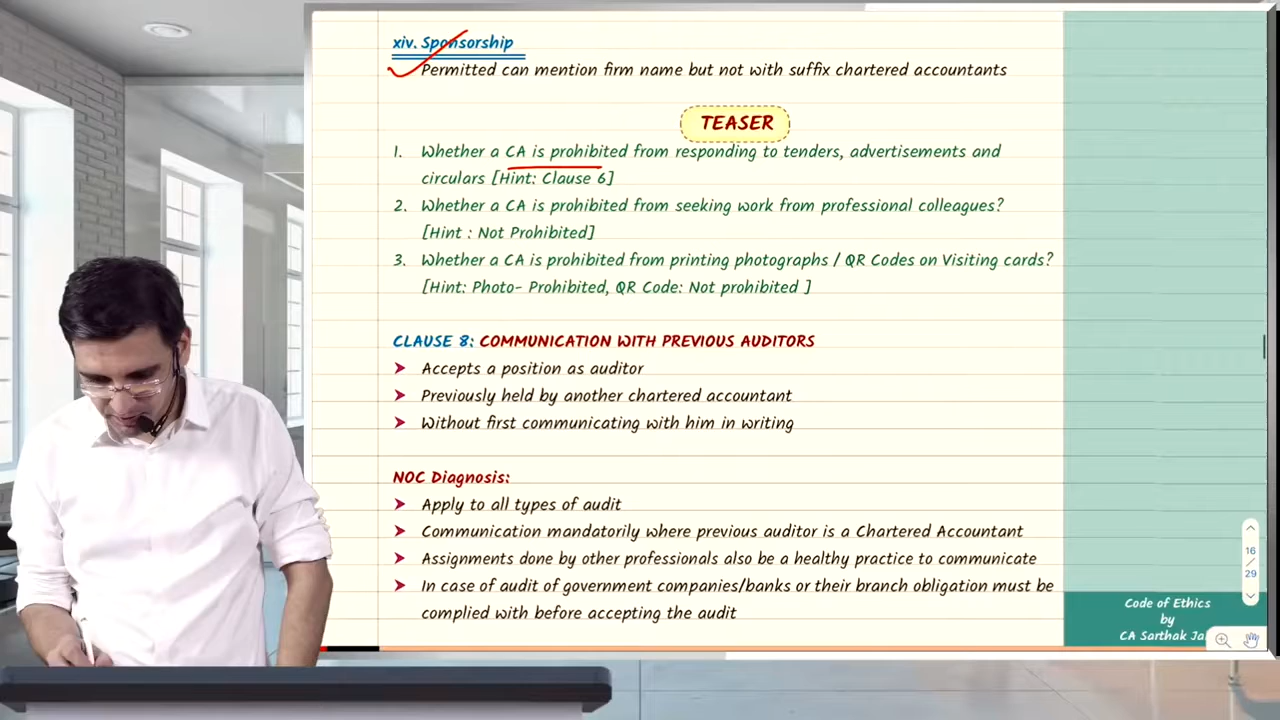 xiv. Sponsorship
Permitted can mention firm name but not with suffix chartered accountants
TEASER
1. Whether a CA is prohibited from responding to tenders, advertisements and
circulars [Hint: Clause 6]
2. Whether a CA is prohibited from seeking work from professional colleagues?
[Hint : Not Prohibited]
3. Whether a CA is prohibited from printing photographs / QR Codes on Visiting cards?
[Hint: Photo- Prohibited, QR Code: Not prohibited ]
CLAUSE 8: COMMUNICATION WITH PREVIOUS AUDITORS
➤ Accepts a position as auditor
➤ Previously held by another chartered accountant
➤ Without first communicating with him in writing
NOC Diagnosis:
➤ Apply to all types of audit
➤ Communication mandatorily where previous auditor is a Chartered Accountant
➤ Assignments done by other professionals also be a healthy practice to communicate
➤ In case of audit of government companies/banks or their branch obligation must be
complied with before accepting the audit
16
/
29
Code of Ethics
by
CA Sarthak